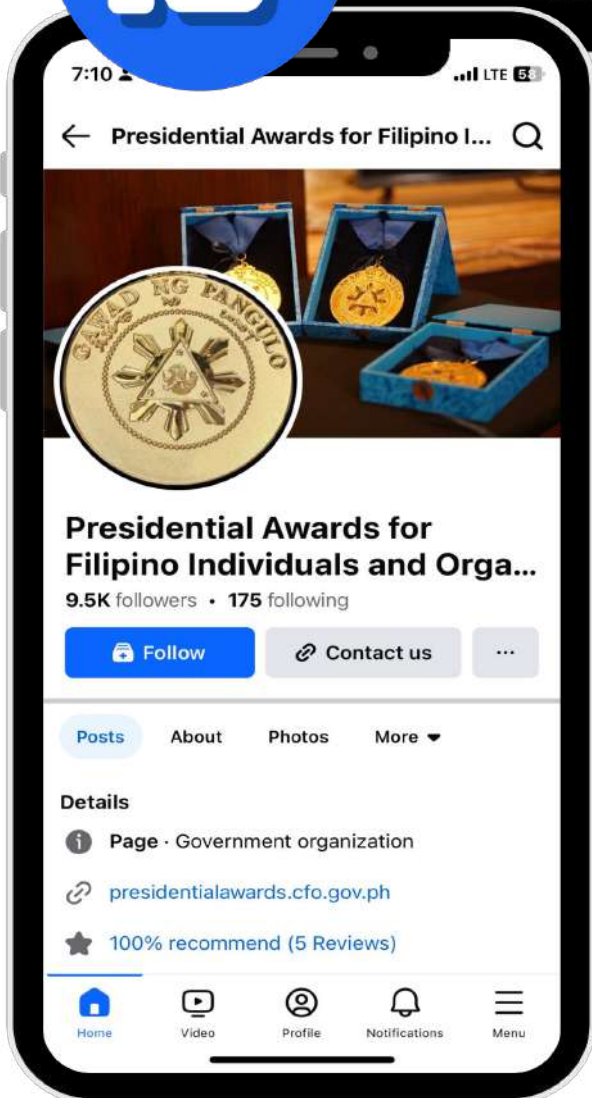 7:10
LTE 58
Presidential Awards for Filipino I...
GAWAD NG PANGULO
Presidential Awards for
Filipino Individuals and Orga...
9.5K followers • 175 following
Follow
Contact us
...
Posts About Photos More
Details
Page · Government organization
presidentialawards.cfo.gov.ph
100% recommend (5 Reviews)
Home Video Profile Notifications Menu